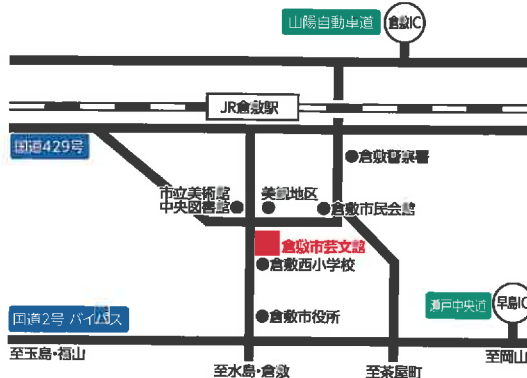 山陽自動車道
倉敷IC
JR倉敷駅
国道429号
倉敷警察署
市立美術館
中央図書館
美観地区
倉敷市民会館
倉敷市芸文館
倉敷西小学校
国道2号 バイパス
倉敷市役所
瀬戸中央道
早島IC
至玉島・福山
至水島・倉敷
至茶屋町
至岡山